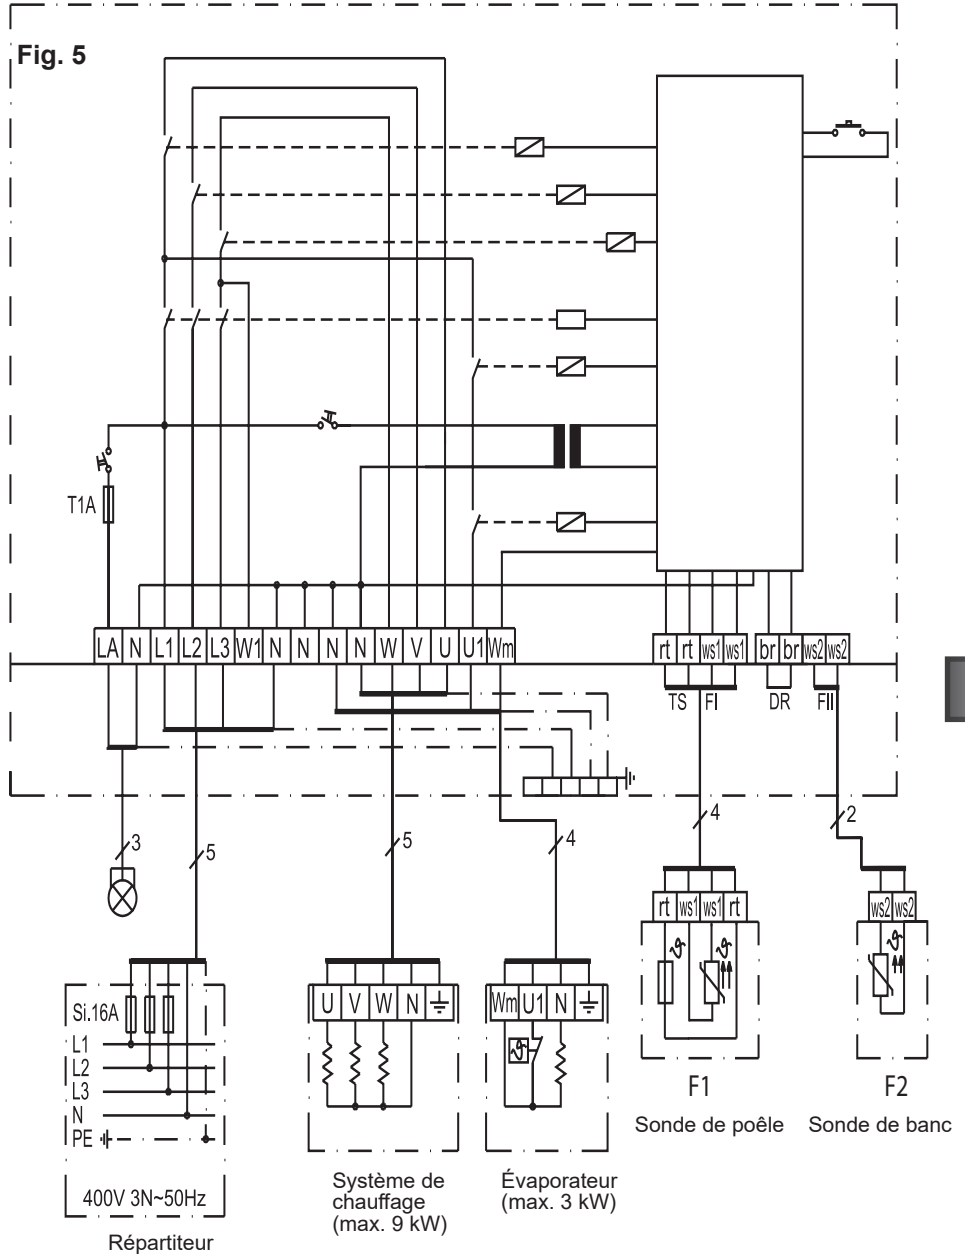 Fig. 5
T1A
LA N L1 L2 L3 W1 N N N N W V U U1 Wm
rt rt ws1 ws1 br br ws2 ws2
TS FI DR FII
3 5 5 4 4 2
rt ws1 ws1 rt
ws2 ws2
ϑ ϑ ϑ
U V W N
Wm U1 N
ϑ
Si.16A
L1
L2
L3
N
PE
400V 3N~50Hz
Répartiteur
Système de
chauffage
(max. 9 kW)
Évaporateur
(max. 3 kW)
F1
Sonde de poêle
F2
Sonde de banc